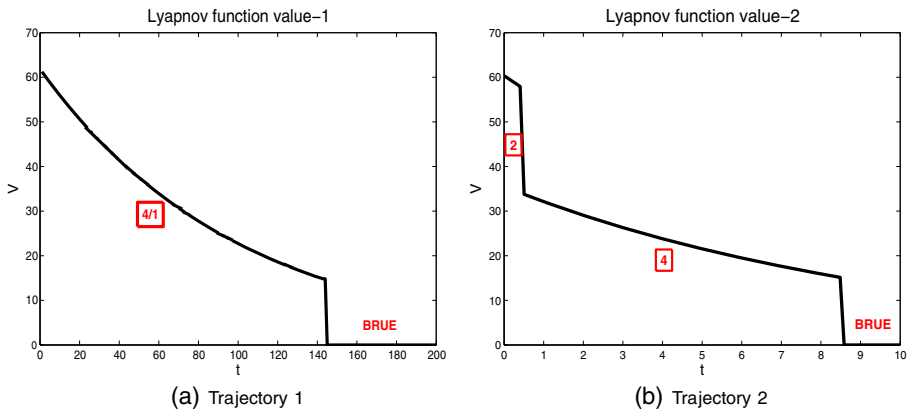 Lyapnov function value−1
70
60
50
40
30
20
10
0
V
4/1
BRUE
0 20 40 60 80 100 120 140 160 180 200
t
(a) Trajectory 1
Lyapnov function value−2
70
60
50
40
30
20
10
0
V
2
4
BRUE
0 1 2 3 4 5 6 7 8 9 10
t
(b) Trajectory 2